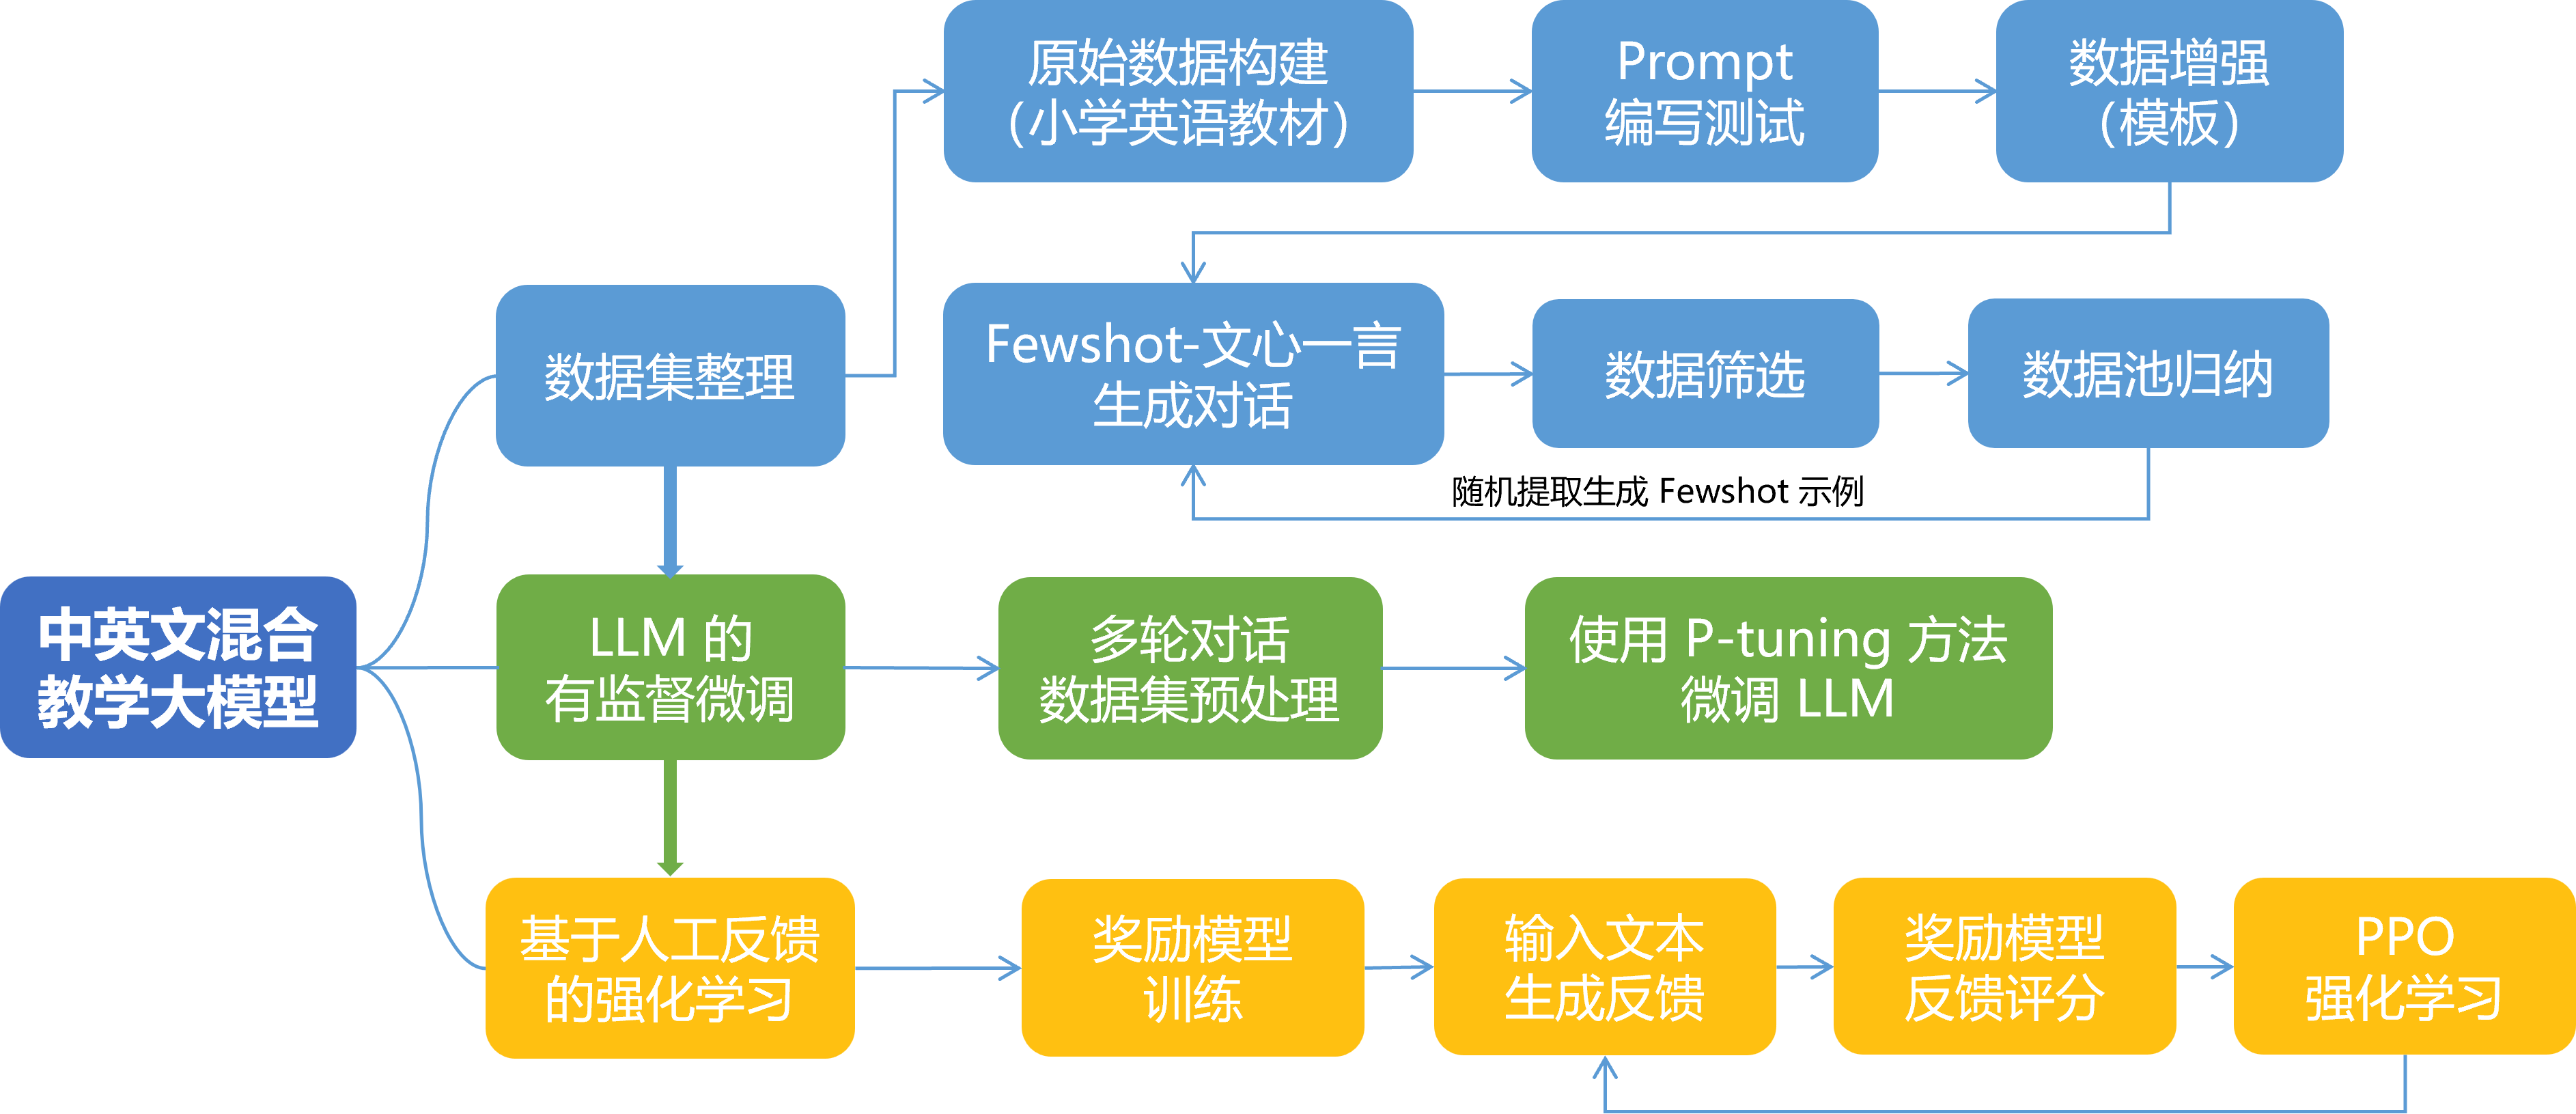 原始数据构建
（小学英语教材）
Prompt
编写测试
数据增强
（模板）
数据集整理
Fewshot-文心一言
生成对话
数据筛选
数据池归纳
随机提取生成 Fewshot 示例
中英文混合
教学大模型
LLM 的
有监督微调
多轮对话
数据集预处理
使用 P-tuning 方法
微调 LLM
基于人工反馈
的强化学习
奖励模型
训练
输入文本
生成反馈
奖励模型
反馈评分
PPO
强化学习